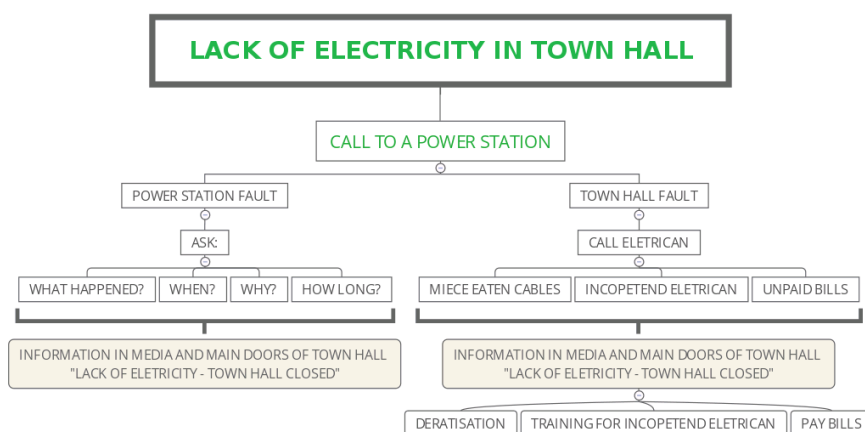 LACK OF ELECTRICITY IN TOWN HALL
CALL TO A POWER STATION
POWER STATION FAULT
TOWN HALL FAULT
ASK:
CALL ELETRICAN
WHAT HAPPENED?
WHEN?
WHY?
HOW LONG?
MIECE EATEN CABLES
INCOPETEND ELETRICAN
UNPAID BILLS
INFORMATION IN MEDIA AND MAIN DOORS OF TOWN HALL
"LACK OF ELETRICITY - TOWN HALL CLOSED"
INFORMATION IN MEDIA AND MAIN DOORS OF TOWN HALL
"LACK OF ELETRICITY - TOWN HALL CLOSED"
DERATISATION
TRAINING FOR INCOPETEND ELETRICAN
PAY BILLS